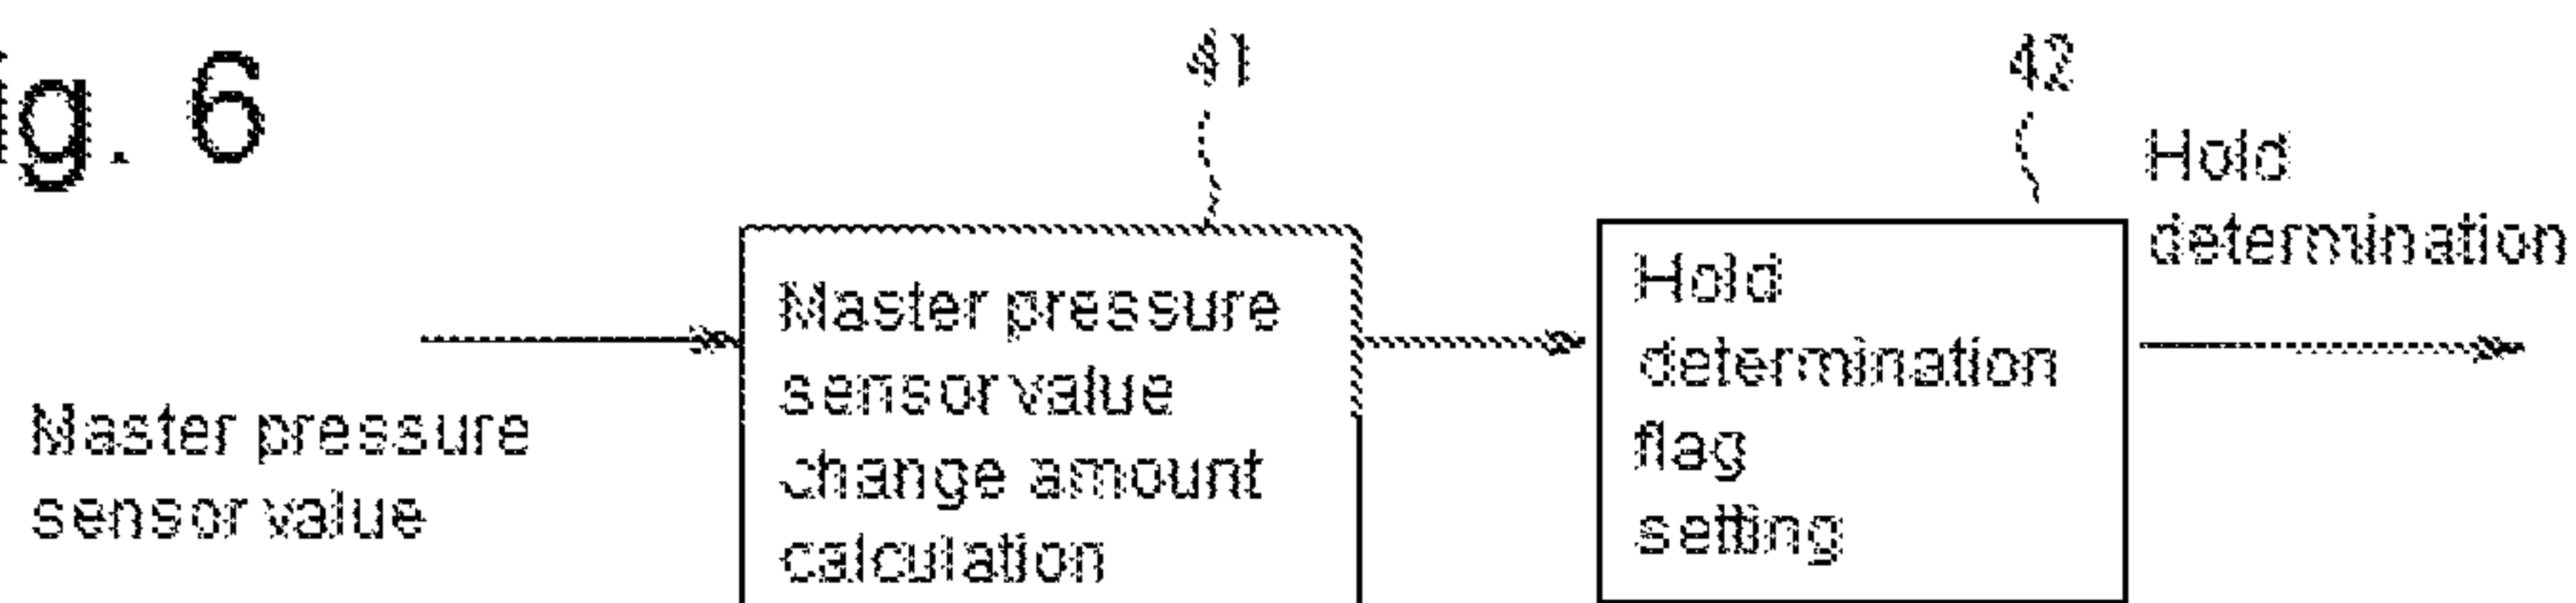 ig. 6
41
42
Hold
determination
Master pressure
sensor value
Master pressure
sensor value
change amount
calculation
Hold
determination
flag
setting